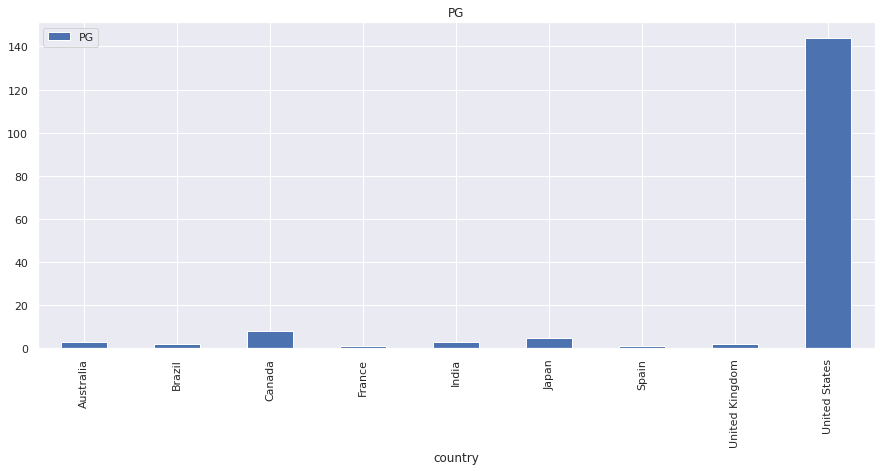 PG
PG
140
120
100
80
60
40
20
0
Australia
Brazil
Canada
France
India
Japan
Spain
United Kingdom
United States
country